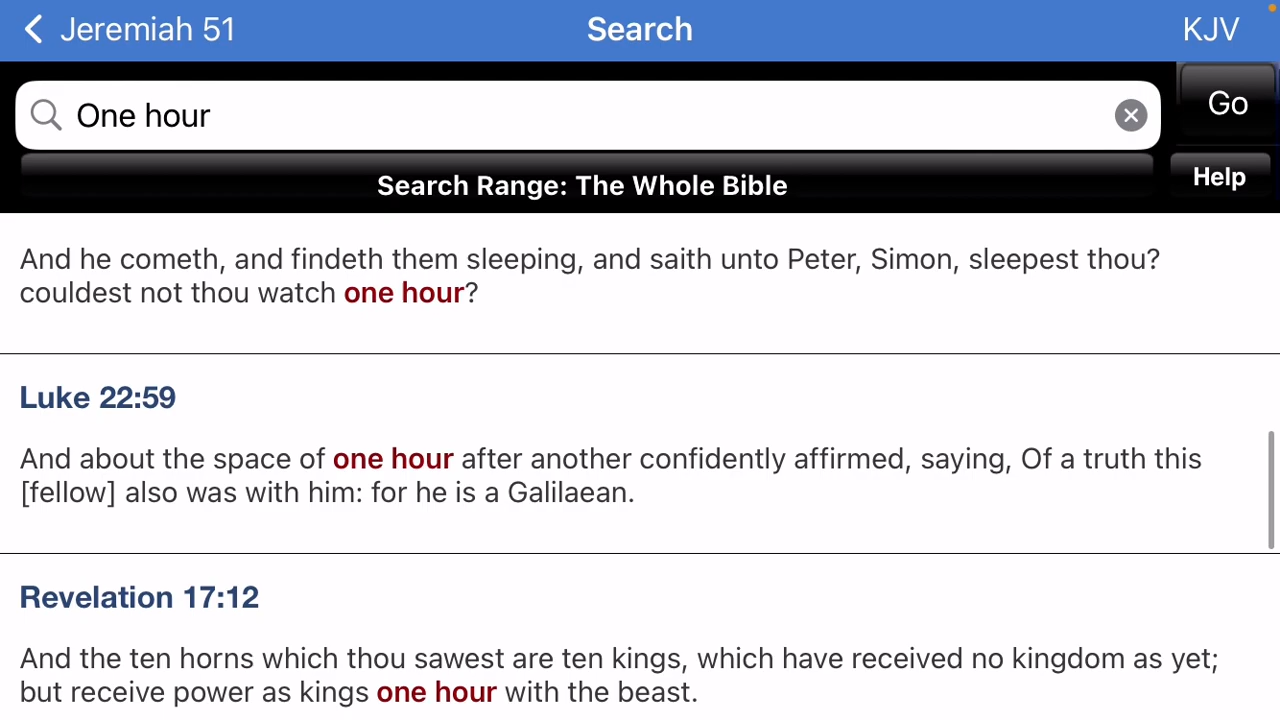 Jeremiah 51
Search
KJV
One hour
Go
Search Range: The Whole Bible
Help
And he cometh, and findeth them sleeping, and saith unto Peter, Simon, sleepest thou?
couldest not thou watch one hour?
Luke 22:59
And about the space of one hour after another confidently affirmed, saying, Of a truth this
[fellow] also was with him: for he is a Galilaean.
Revelation 17:12
And the ten horns which thou sawest are ten kings, which have received no kingdom as yet;
but receive power as kings one hour with the beast.